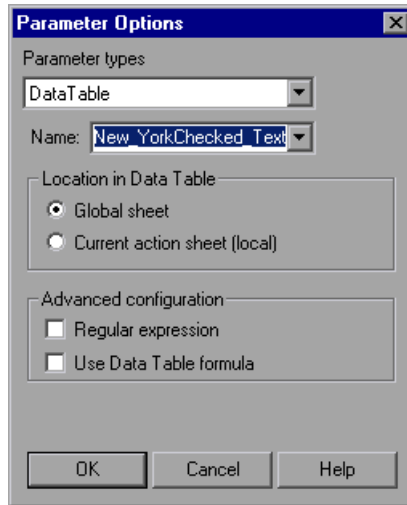 Parameter Options
Parameter types
DataTable
Name: New_YorkChecked_Text
Location in Data Table
Global sheet
Current action sheet (local)
Advanced configuration
Regular expression
Use Data Table formula
OK Cancel Help